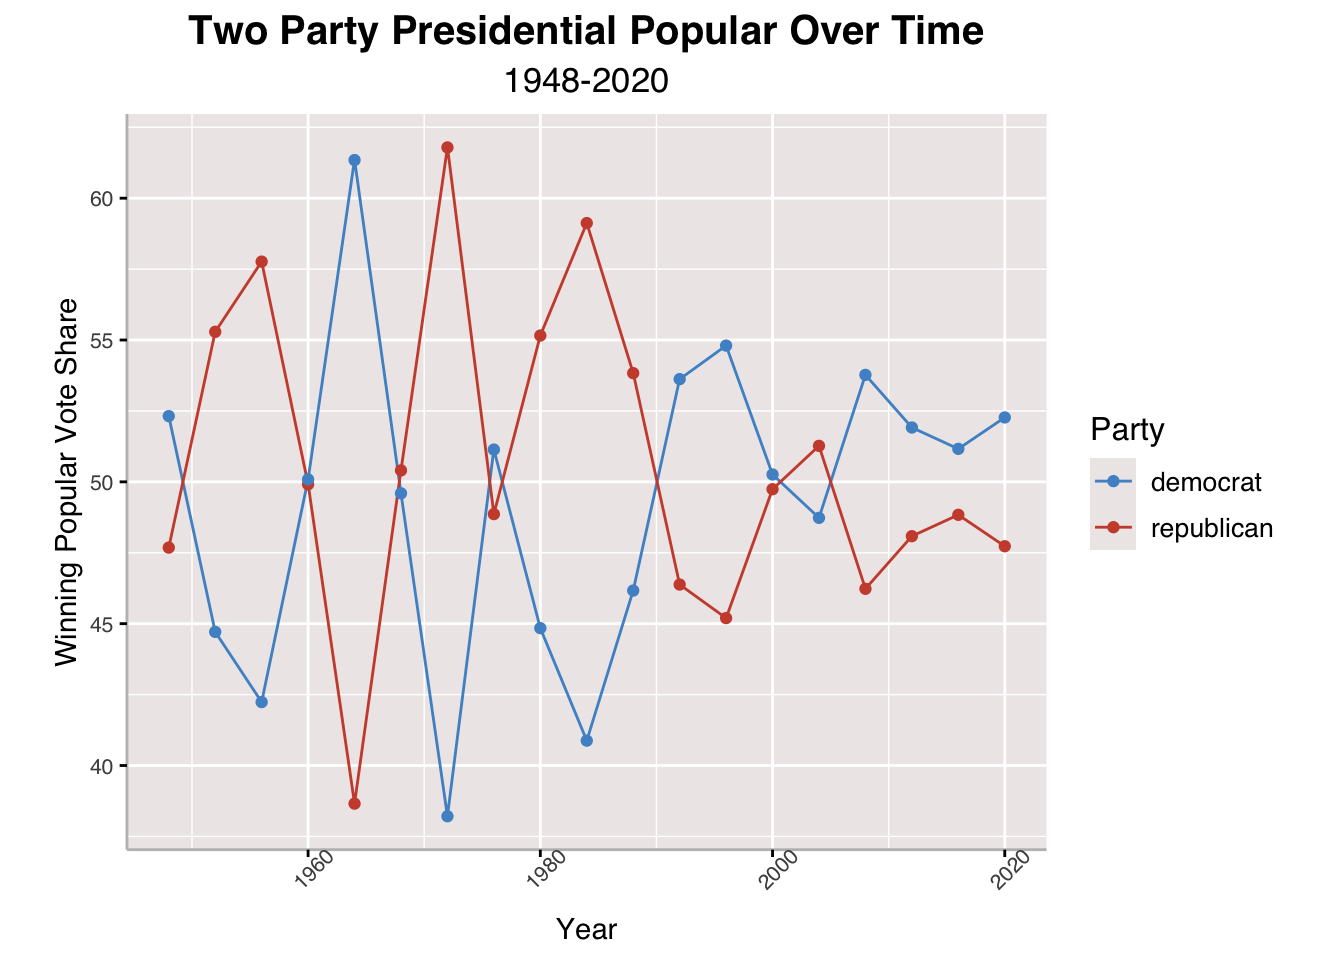 Two Party Presidential Popular Over Time
1948-2020
Winning Popular Vote Share
60
55
50
45
40
1960
1980
2000
2020
Year
Party
democrat
republican